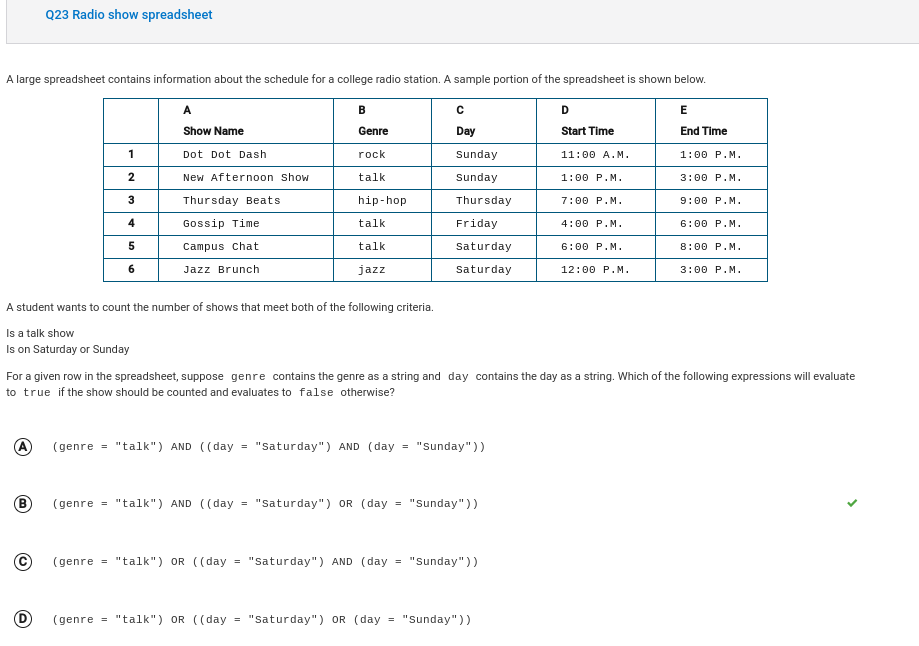 Q23 Radio show spreadsheet
A large spreadsheet contains information about the schedule for a college radio station. A sample portion of the spreadsheet is shown below.
A B C D E
Show Name Genre Day Start Time End Time
1 Dot Dot Dash rock Sunday 11:00 A.M. 1:00 P.M.
2 New Afternoon Show talk Sunday 1:00 P.M. 3:00 P.M.
3 Thursday Beats hip-hop Thursday 7:00 P.M. 9:00 P.M.
4 Gossip Time talk Friday 4:00 P.M. 6:00 P.M.
5 Campus Chat talk Saturday 6:00 P.M. 8:00 P.M.
6 Jazz Brunch jazz Saturday 12:00 P.M. 3:00 P.M.
A student wants to count the number of shows that meet both of the following criteria.
Is a talk show
Is on Saturday or Sunday
For a given row in the spreadsheet, suppose genre contains the genre as a string and day contains the day as a string. Which of the following expressions will evaluate
to true if the show should be counted and evaluates to false otherwise?
A (genre = "talk") AND ((day = "Saturday") AND (day = "Sunday"))
B (genre = "talk") AND ((day = "Saturday") OR (day = "Sunday"))
C (genre = "talk") OR ((day = "Saturday") AND (day = "Sunday"))
D (genre = "talk") OR ((day = "Saturday") OR (day = "Sunday"))